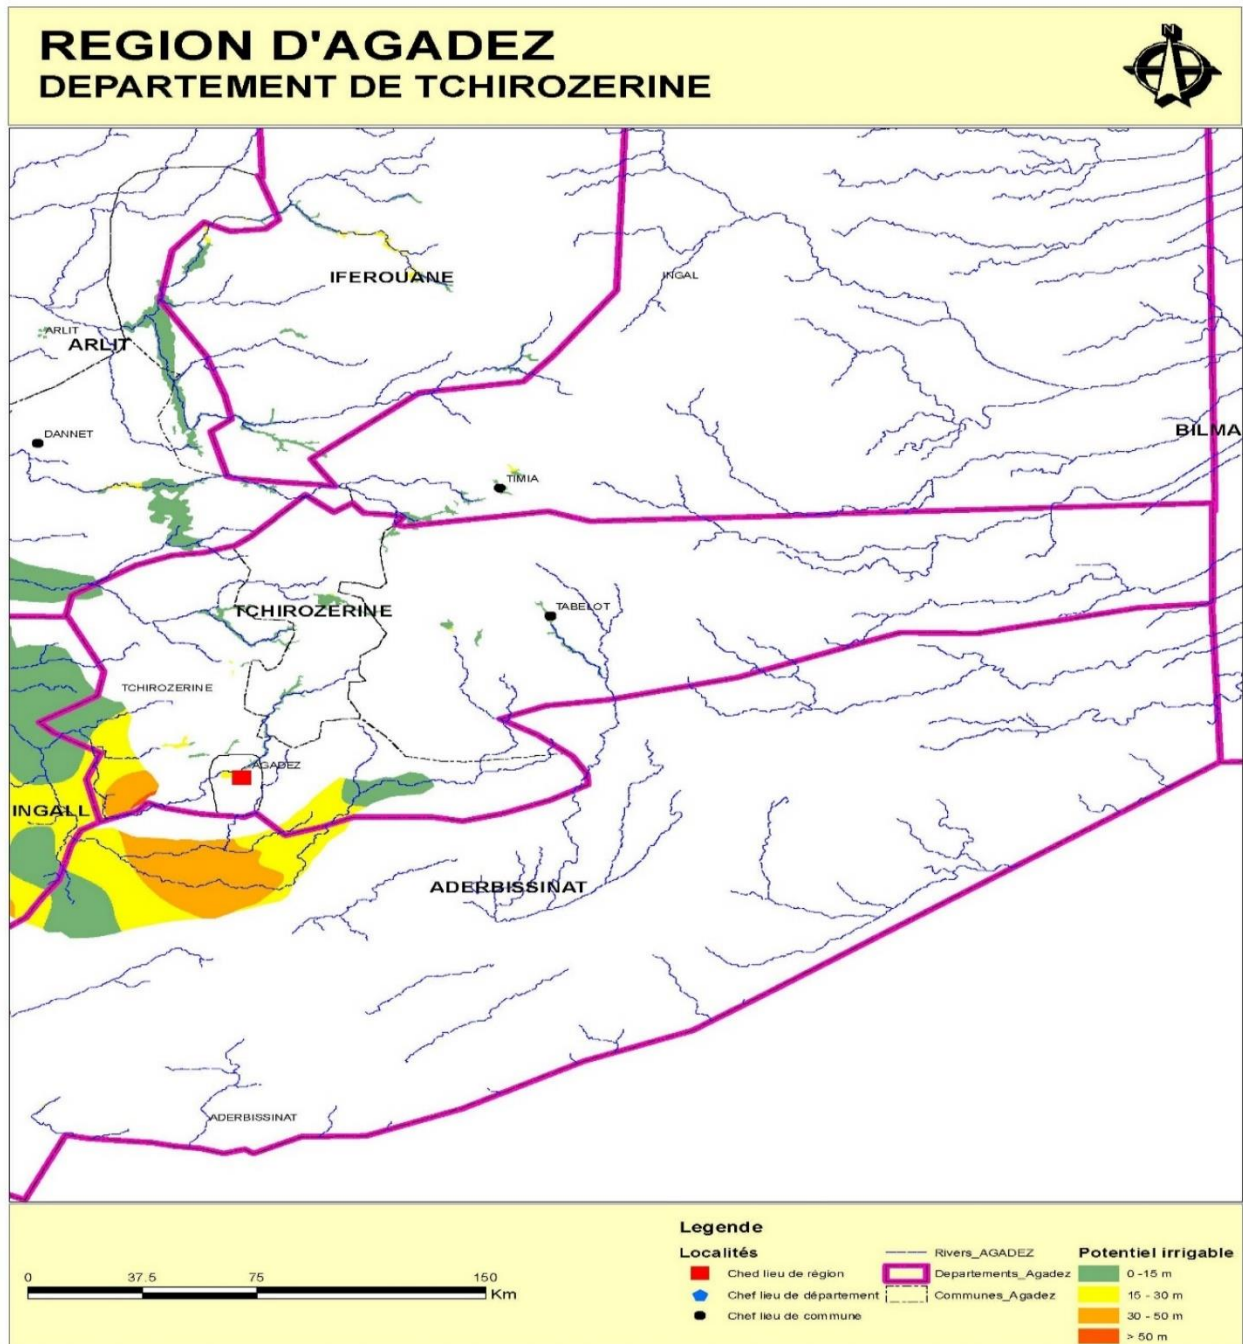 REGION D'AGADEZ
DEPARTEMENT DE TCHIROZERINE
N
IFEROUANE
INGAL
ARLIT
ARLIT
DANNET
BILMA
TIMIA
TCHIROZERINE
TABELOT
TCHIROZERINE
AGADEZ
INGALL
ADERBISSINAT
ADERBISSINAT
Legende
Localités
Ched lieu de région
Chef lieu de département
Chef lieu de commune
Rivers_AGADEZ
Departements_Agadez
Communes_Agadez
Potentiel irrigable
0 -15 m
15 - 30 m
30 - 50 m
> 50 m
0 37.5 75 150
Km